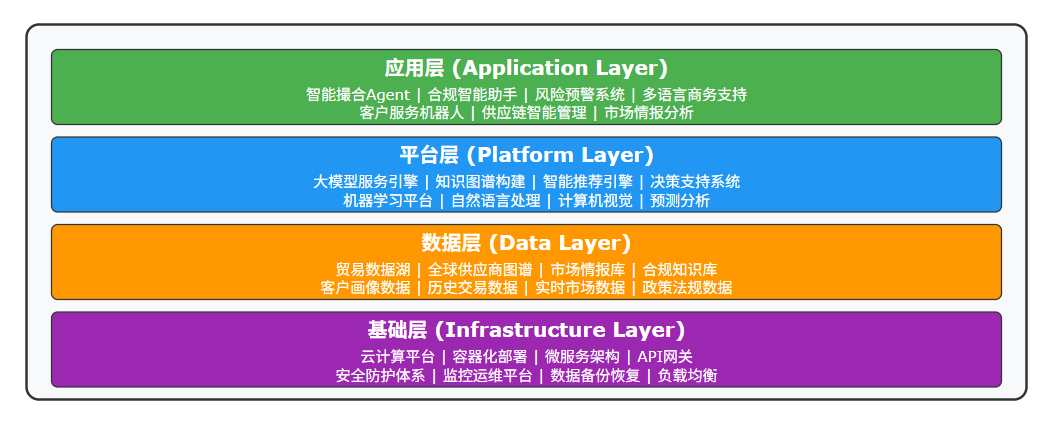 应用层 (Application Layer)
智能撮合Agent | 合规智能助手 | 风险预警系统 | 多语言商务支持
客户服务机器人 | 供应链智能管理 | 市场情报分析
平台层 (Platform Layer)
大模型服务引擎 | 知识图谱构建 | 智能推荐引擎 | 决策支持系统
机器学习平台 | 自然语言处理 | 计算机视觉 | 预测分析
数据层 (Data Layer)
贸易数据湖 | 全球供应商图谱 | 市场情报库 | 合规知识库
客户画像数据 | 历史交易数据 | 实时市场数据 | 政策法规数据
基础层 (Infrastructure Layer)
云计算平台 | 容器化部署 | 微服务架构 | API网关
安全防护体系 | 监控运维平台 | 数据备份恢复 | 负载均衡